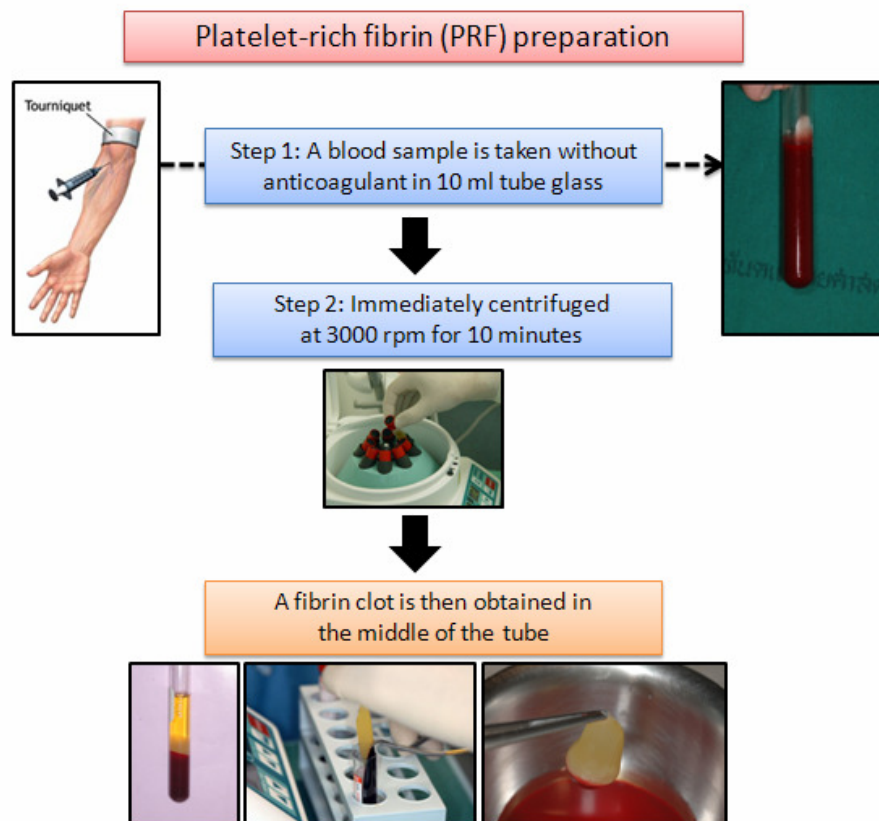 Platelet-rich fibrin (PRF) preparation
Tourniquet
Step 1: A blood sample is taken without
anticoagulant in 10 ml tube glass
Step 2: Immediately centrifuged
at 3000 rpm for 10 minutes
A fibrin clot is then obtained in
the middle of the tube